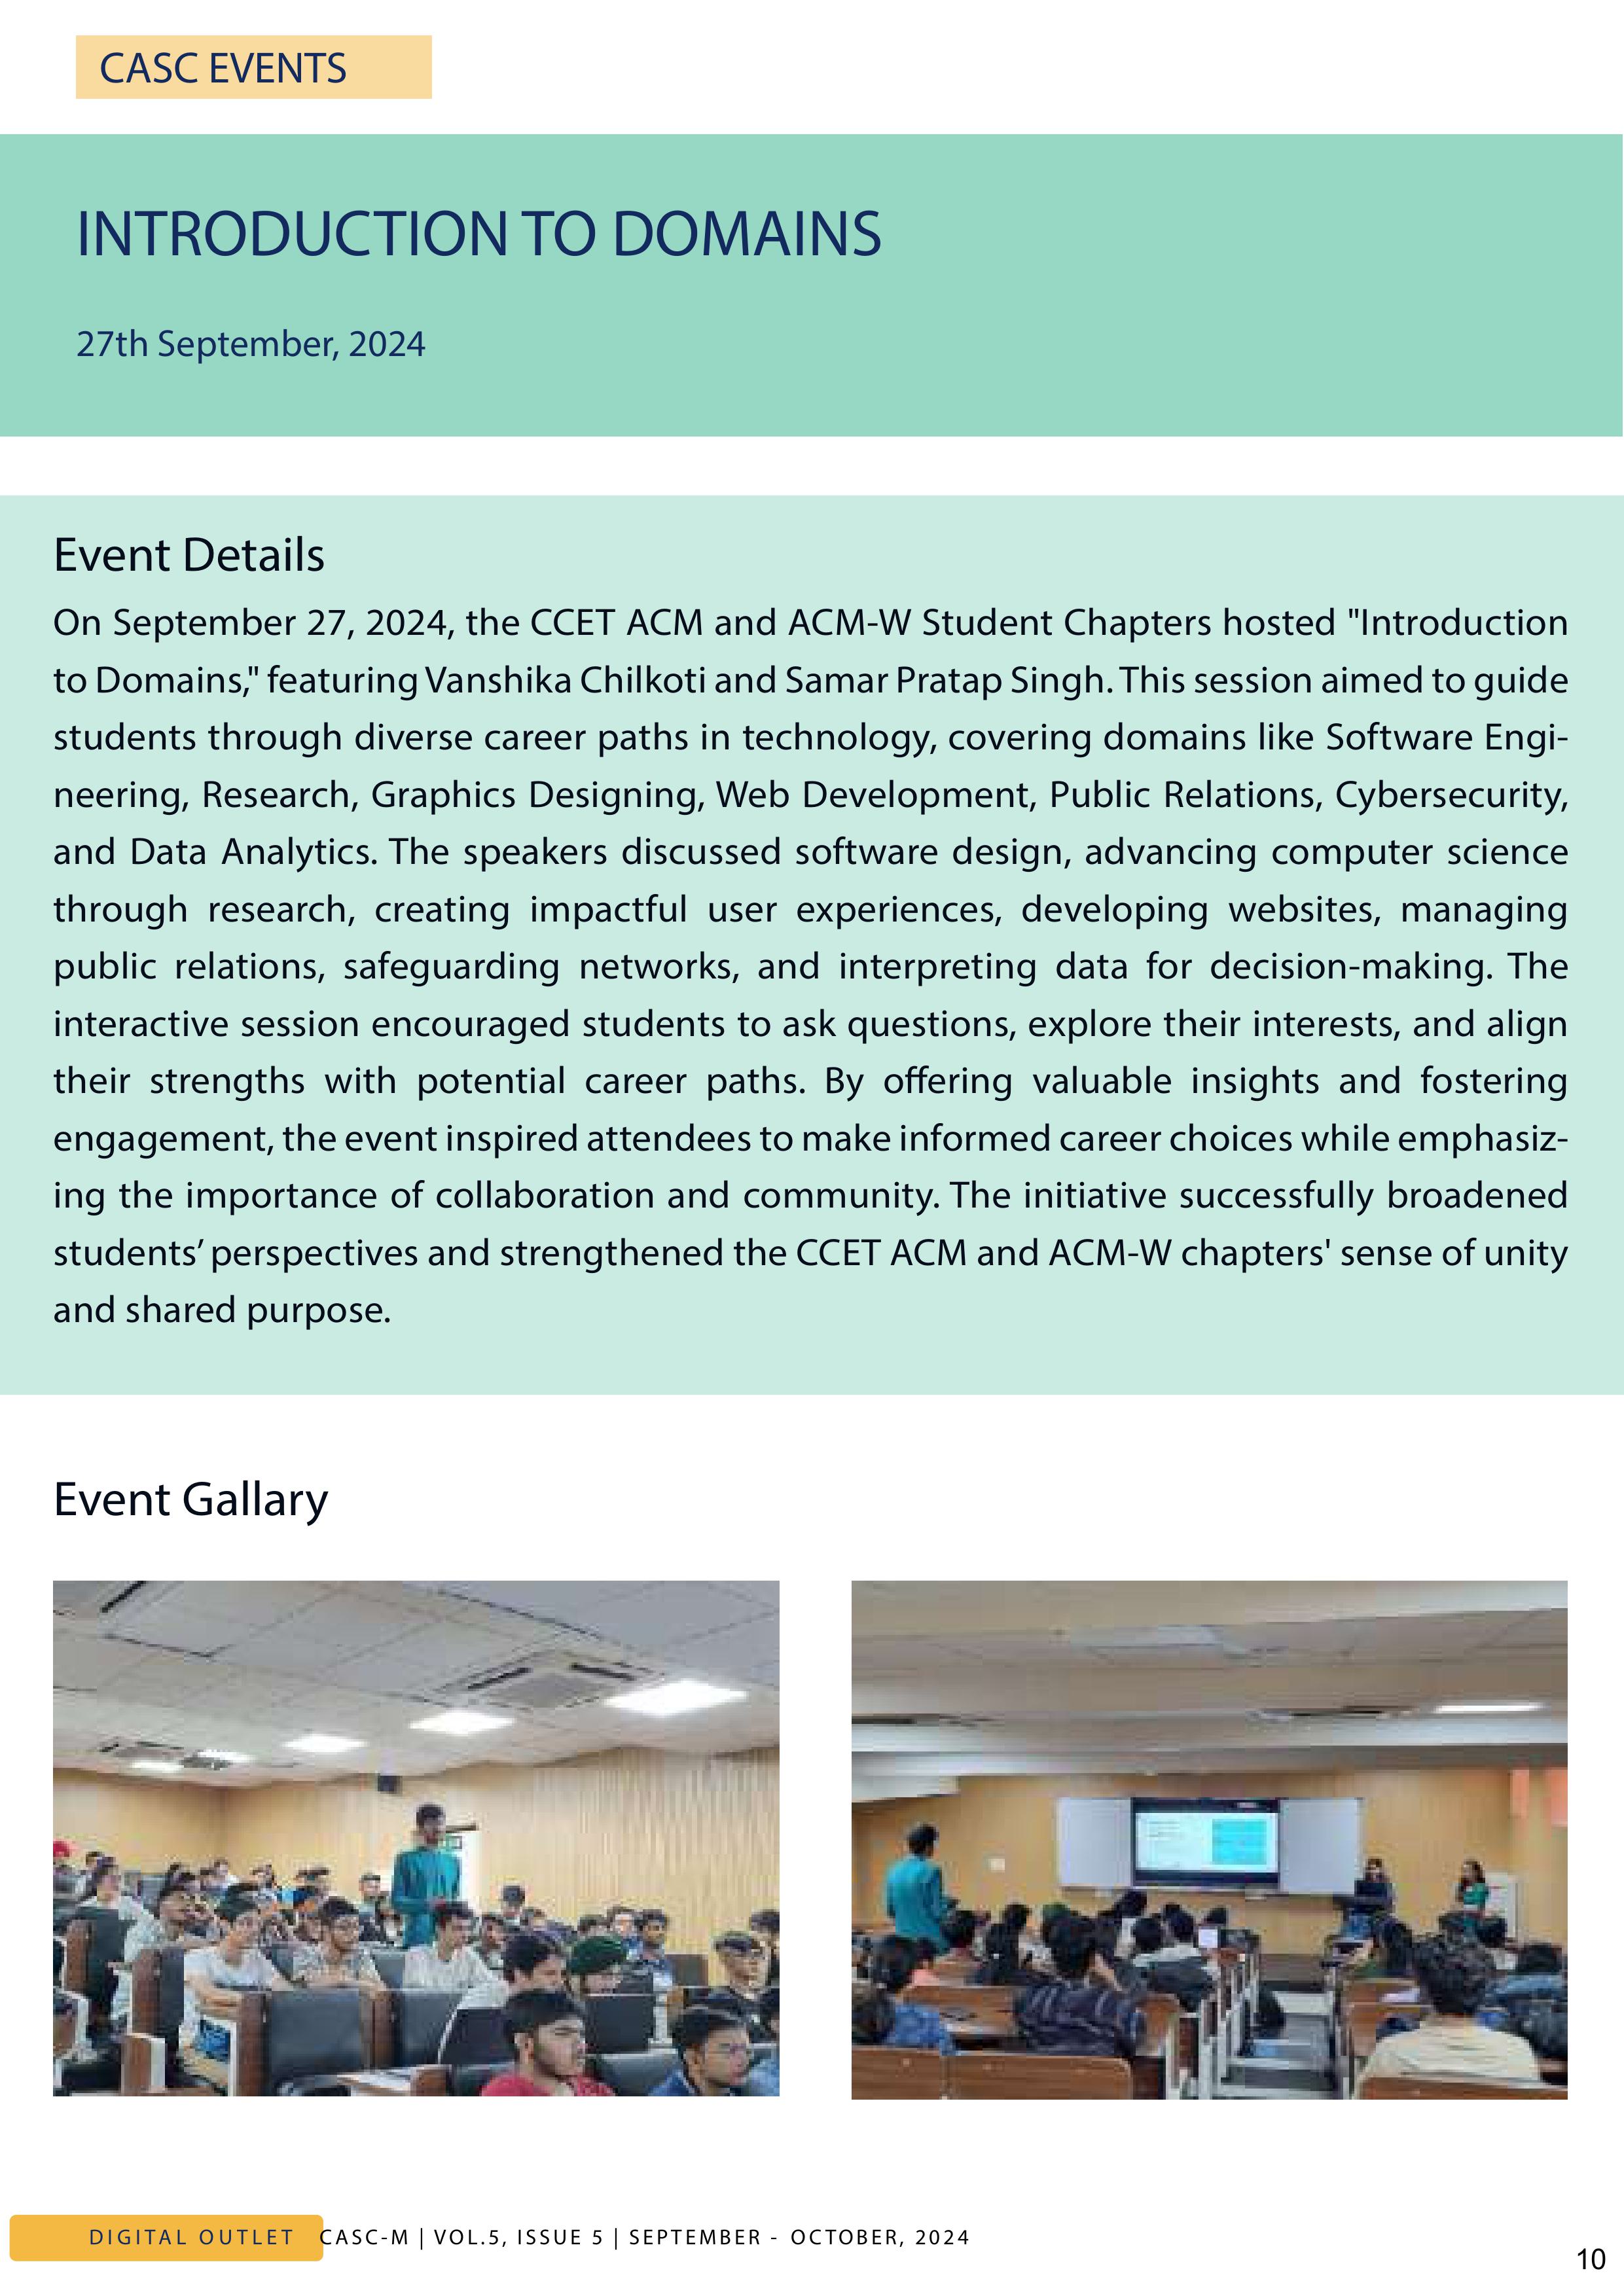 CASC EVENTS
INTRODUCTION TO DOMAINS
27th September, 2024
Event Details
On September 27, 2024, the CCET ACM and ACM-W Student Chapters hosted "Introduction
to Domains," featuring Vanshika Chilkoti and Samar Pratap Singh. This session aimed to guide
students through diverse career paths in technology, covering domains like Software Engi-
neering, Research, Graphics Designing, Web Development, Public Relations, Cybersecurity,
and Data Analytics. The speakers discussed software design, advancing computer science
through research, creating impactful user experiences, developing websites, managing
public relations, safeguarding networks, and interpreting data for decision-making. The
interactive session encouraged students to ask questions, explore their interests, and align
their strengths with potential career paths. By offering valuable insights and fostering
engagement, the event inspired attendees to make informed career choices while emphasiz-
ing the importance of collaboration and community. The initiative successfully broadened
students’ perspectives and strengthened the CCET ACM and ACM-W chapters' sense of unity
and shared purpose.
Event Gallary
DIGITAL OUTLET CASC-M | VOL.5, ISSUE 5 | SEPTEMBER - OCTOBER, 2024
10